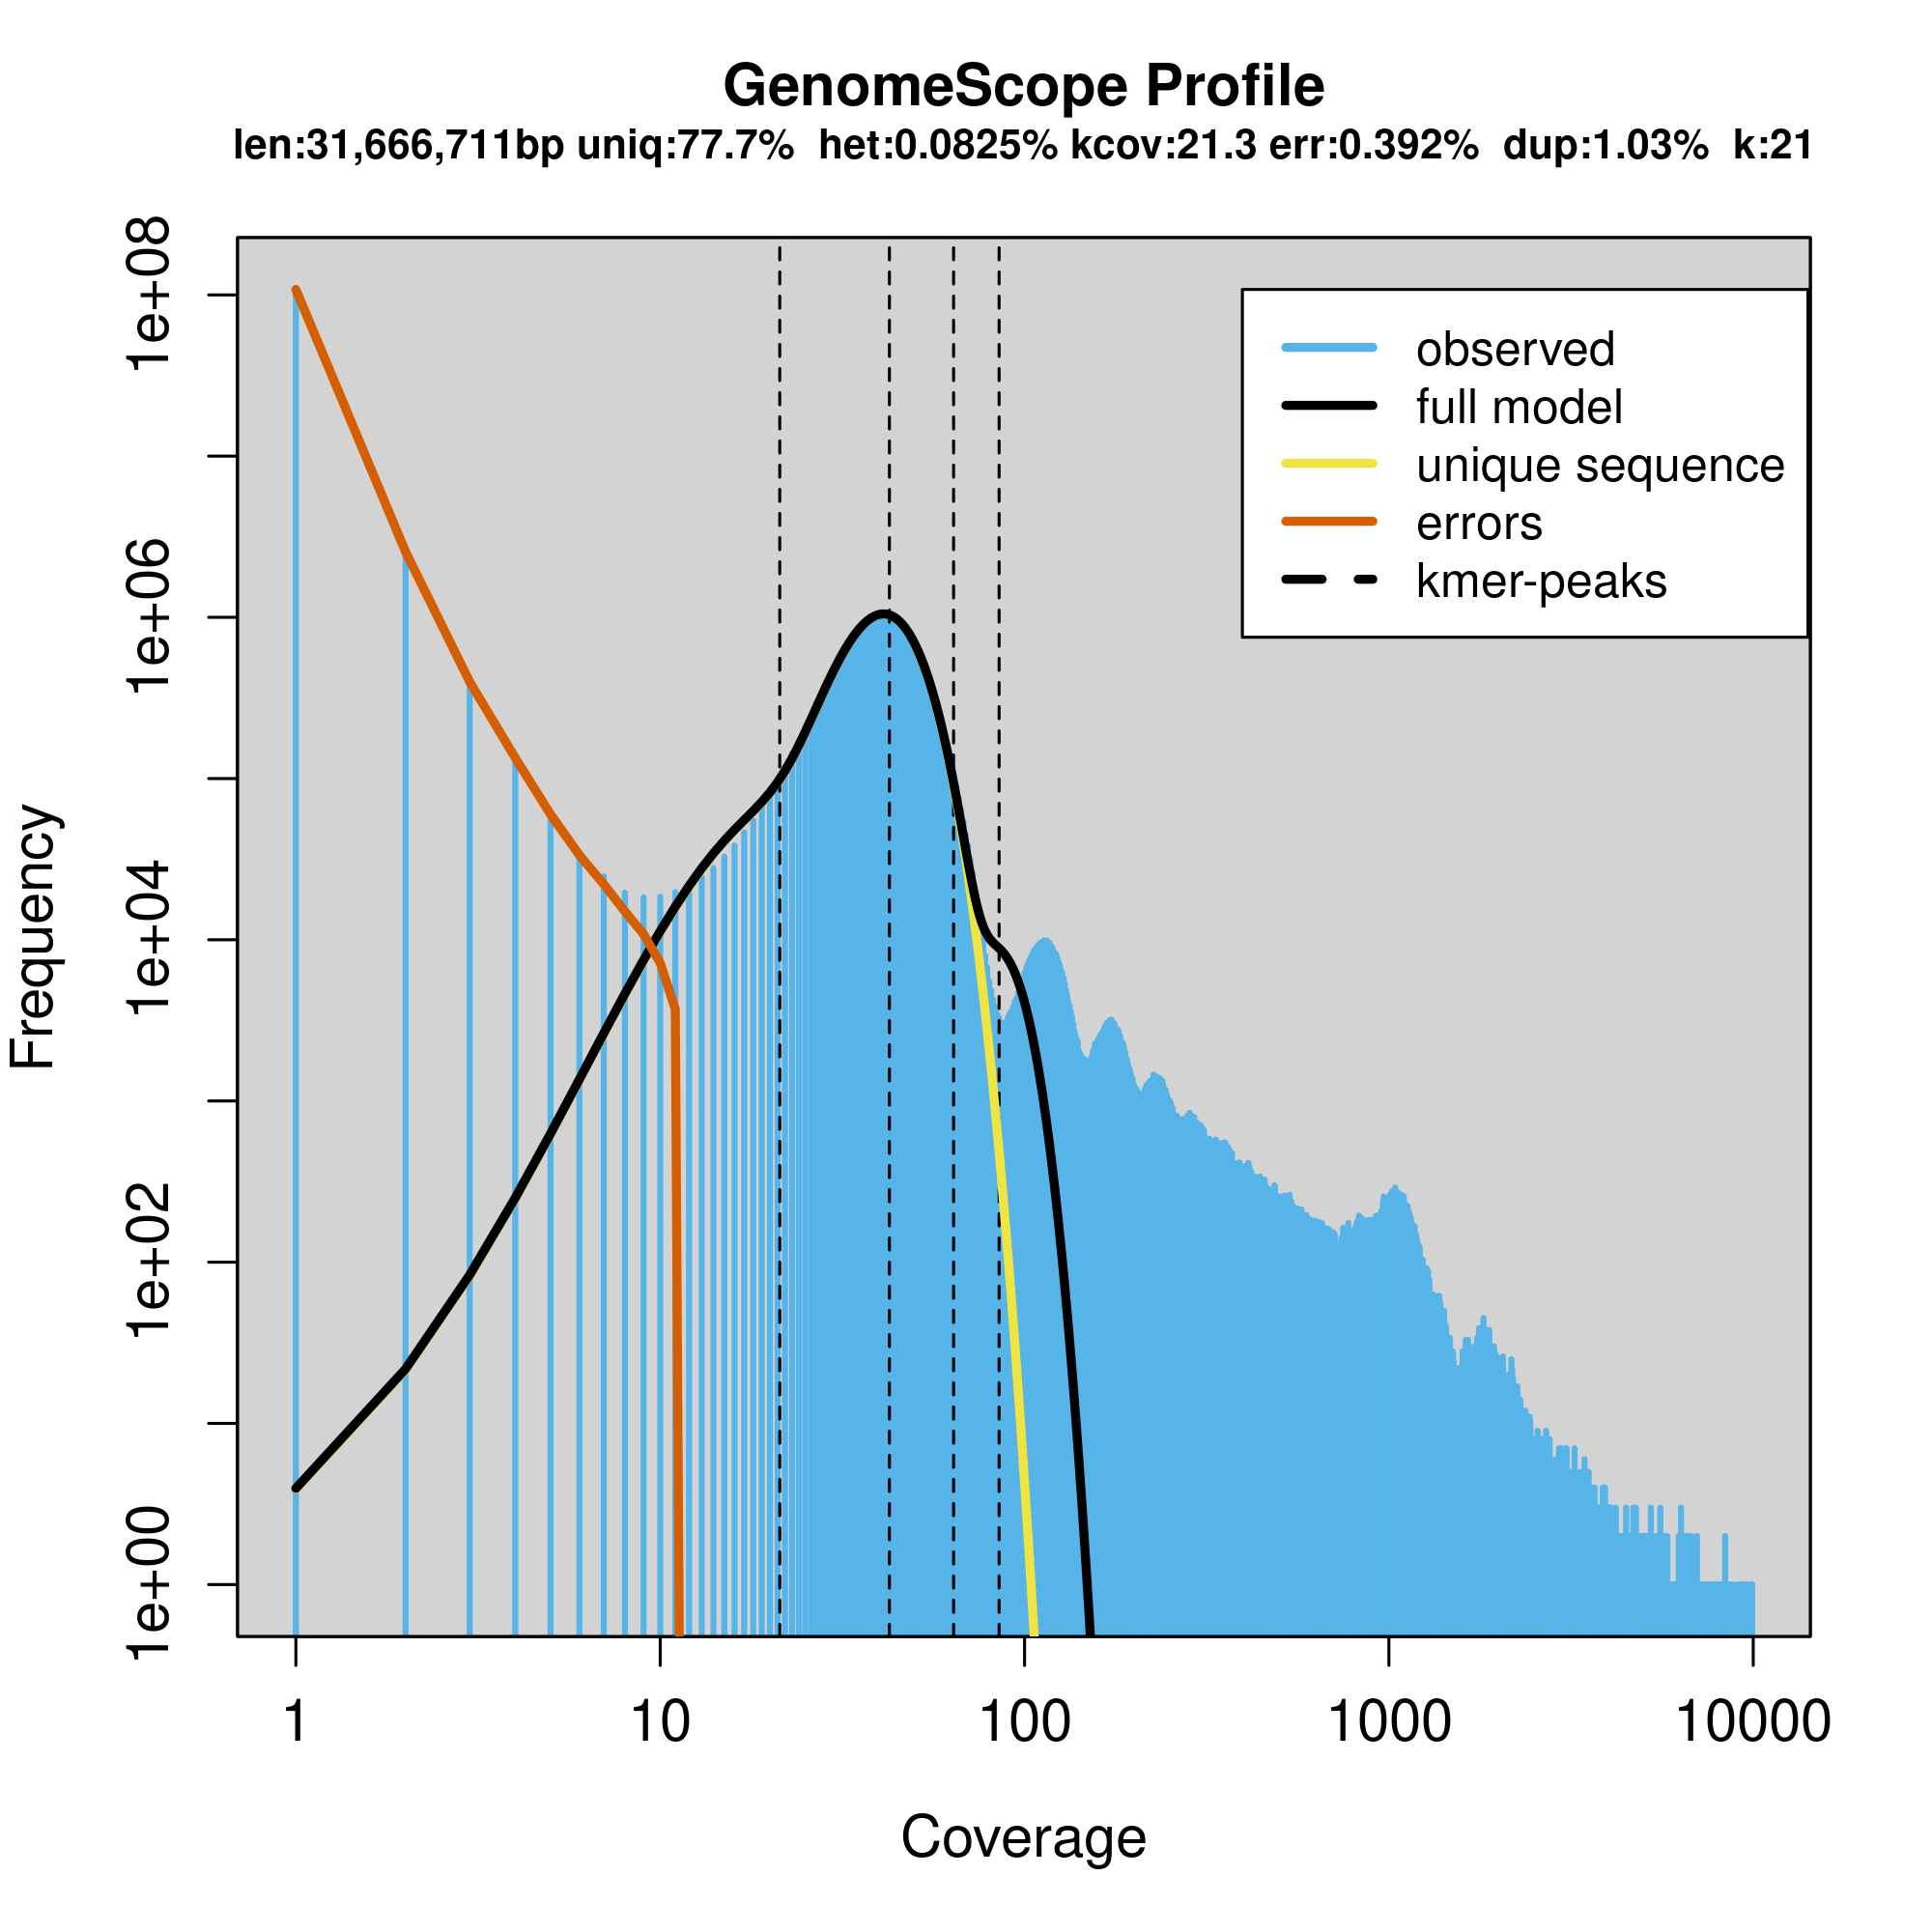 GenomeScope Profile
len:31,666,711bp uniq:77.7% het:0.0825% kcov:21.3 err:0.392% dup:1.03% k:21
1e+08
1e+06
1e+04
1e+02
1e+00
Frequency
observed
full model
unique sequence
errors
kmer-peaks
1 10 100 1000 10000
Coverage